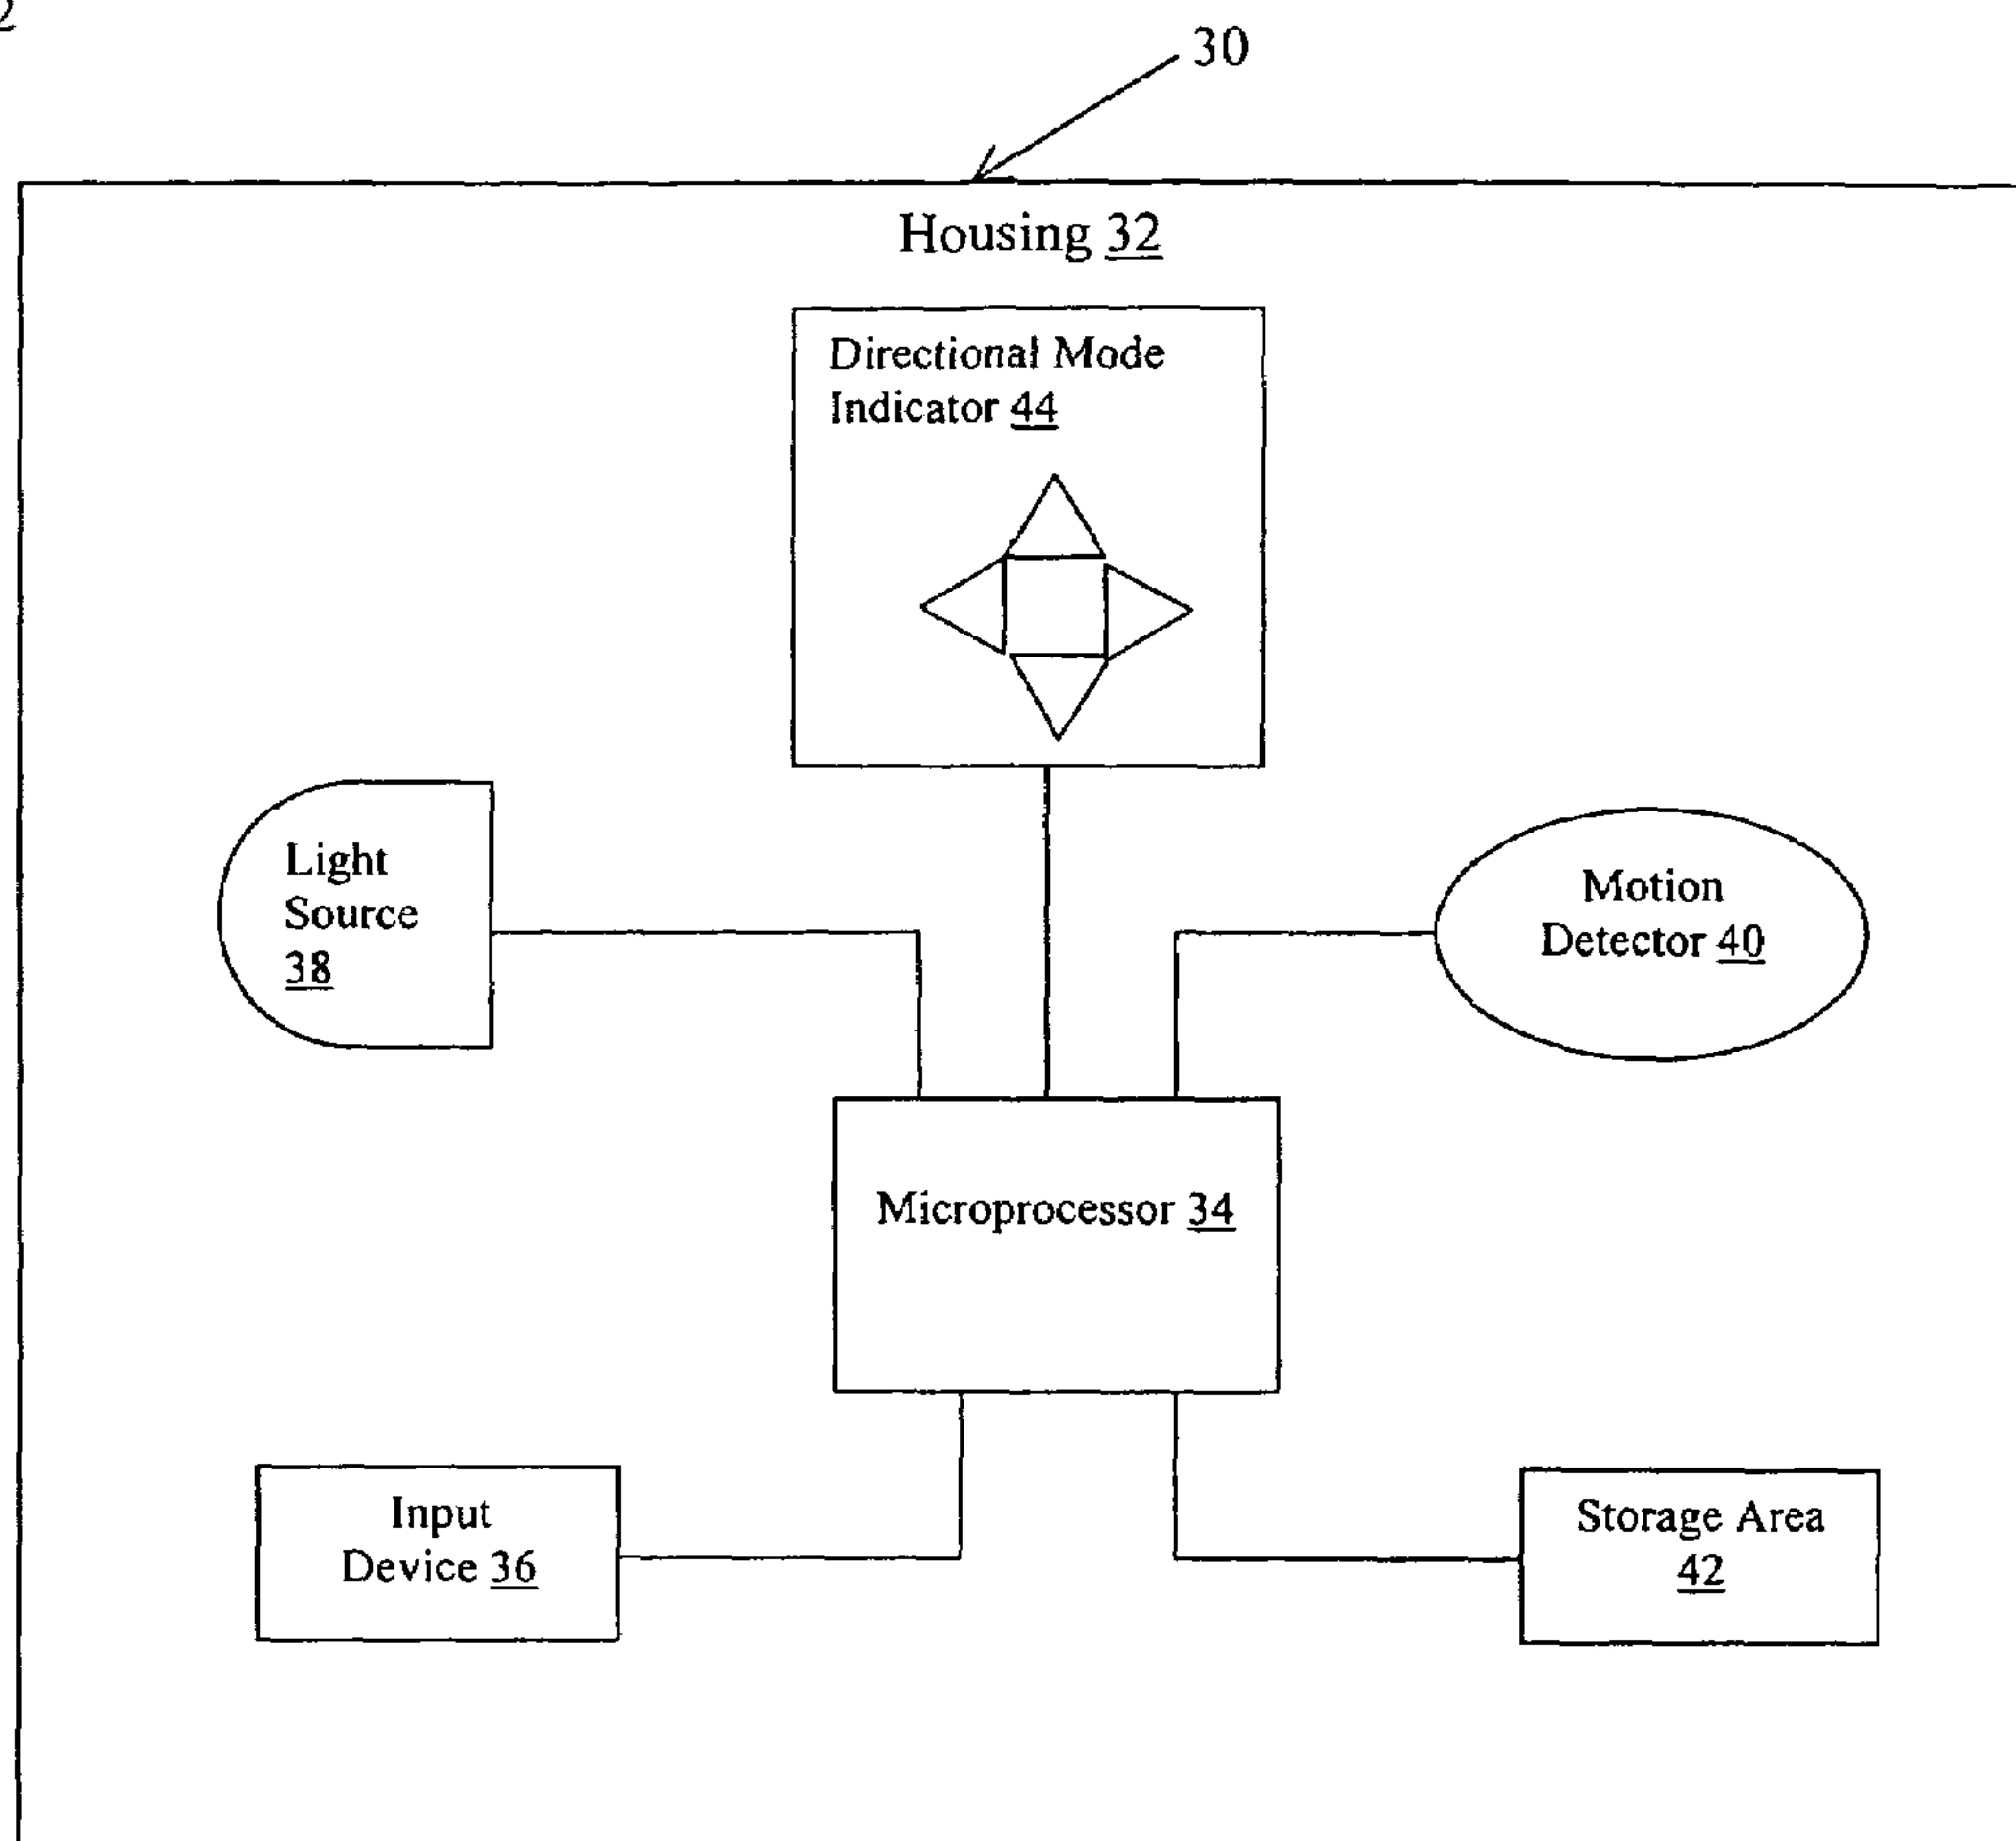 2
30
Housing 32
Directional Mode
Indicator 44
Light
Source
38
Motion
Detector 40
Microprocessor 34
Input
Device 36
Storage Area
42